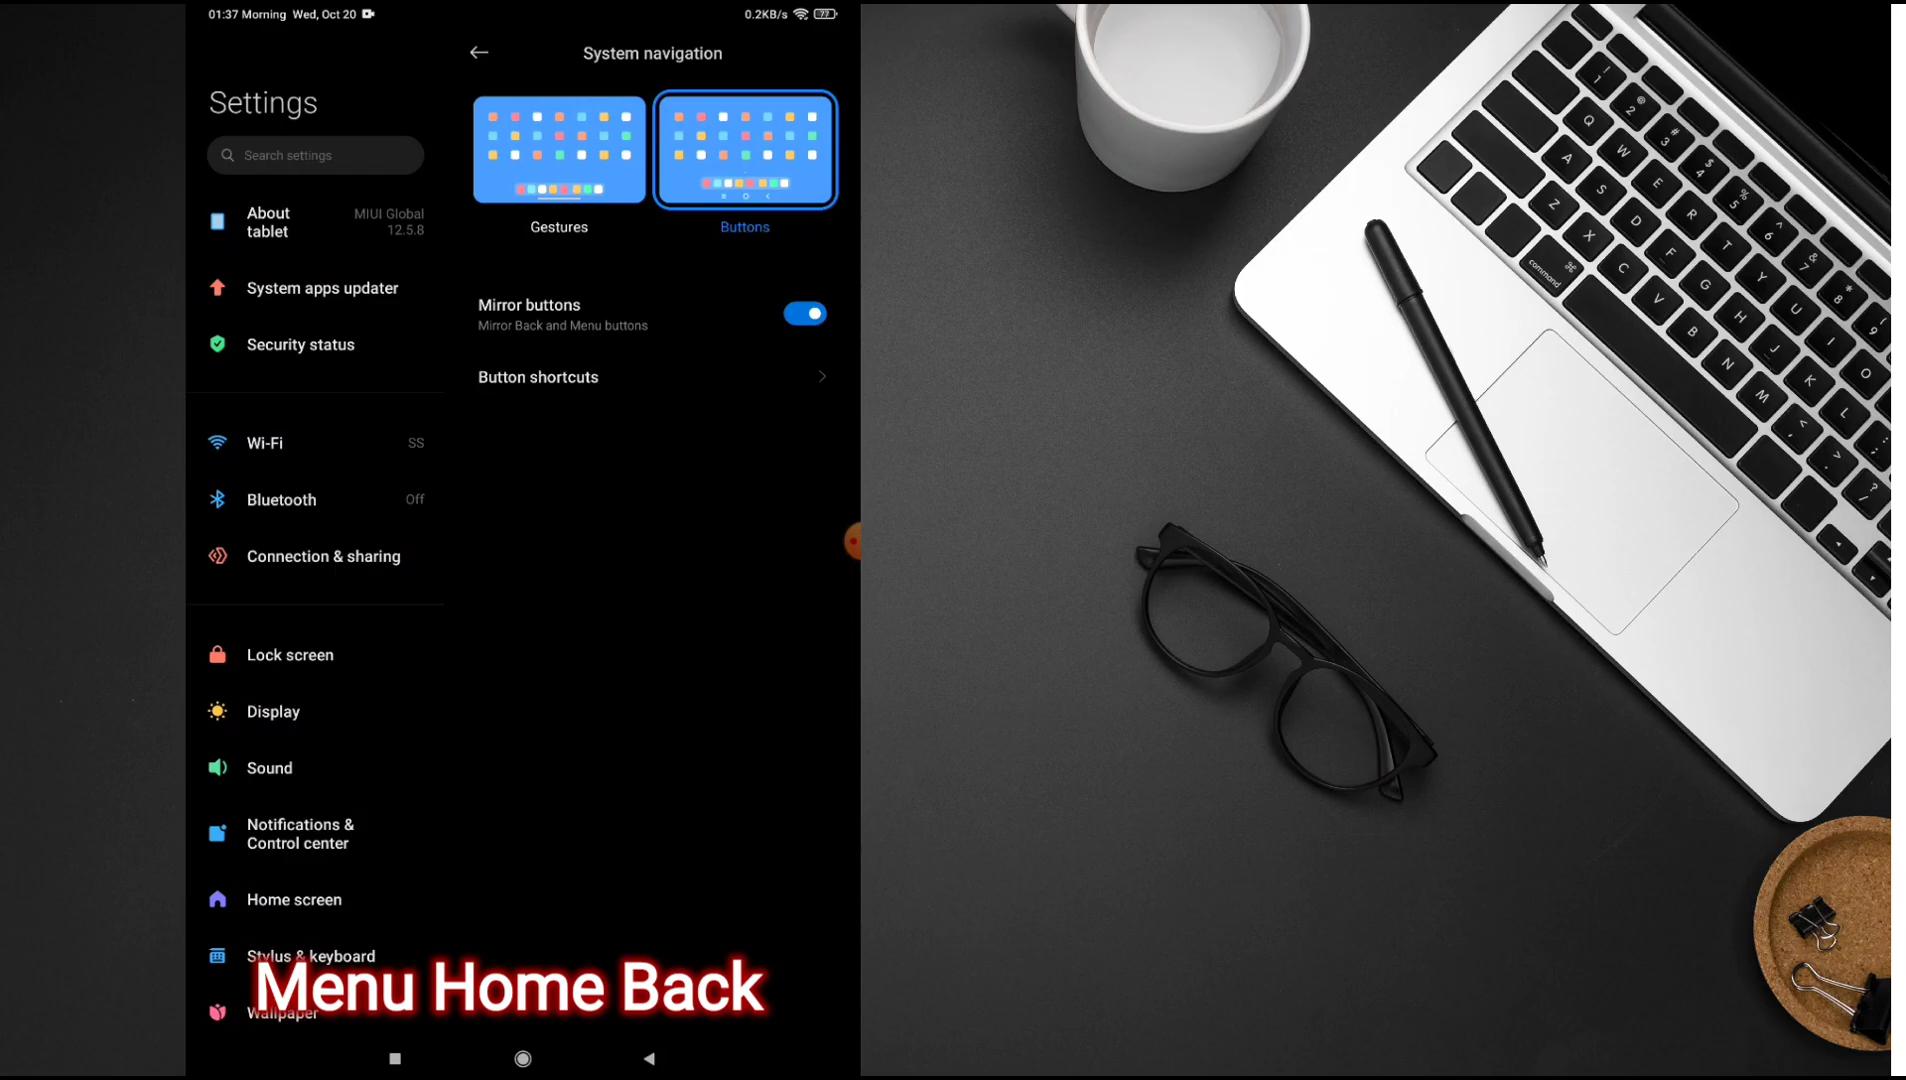 01:37 Morning Wed, Oct 20
0.2KB/s
77
System navigation
Settings
Search settings
Gestures
Buttons
About tablet
MIUI Global 12.5.8
System apps updater
Security status
Mirror buttons
Mirror Back and Menu buttons
Button shortcuts
Wi-Fi
SS
Bluetooth
Off
Connection & sharing
Lock screen
Display
Sound
Notifications &
Control center
Home screen
Stylus & keyboard
Wallpaper
Menu Home Back
command